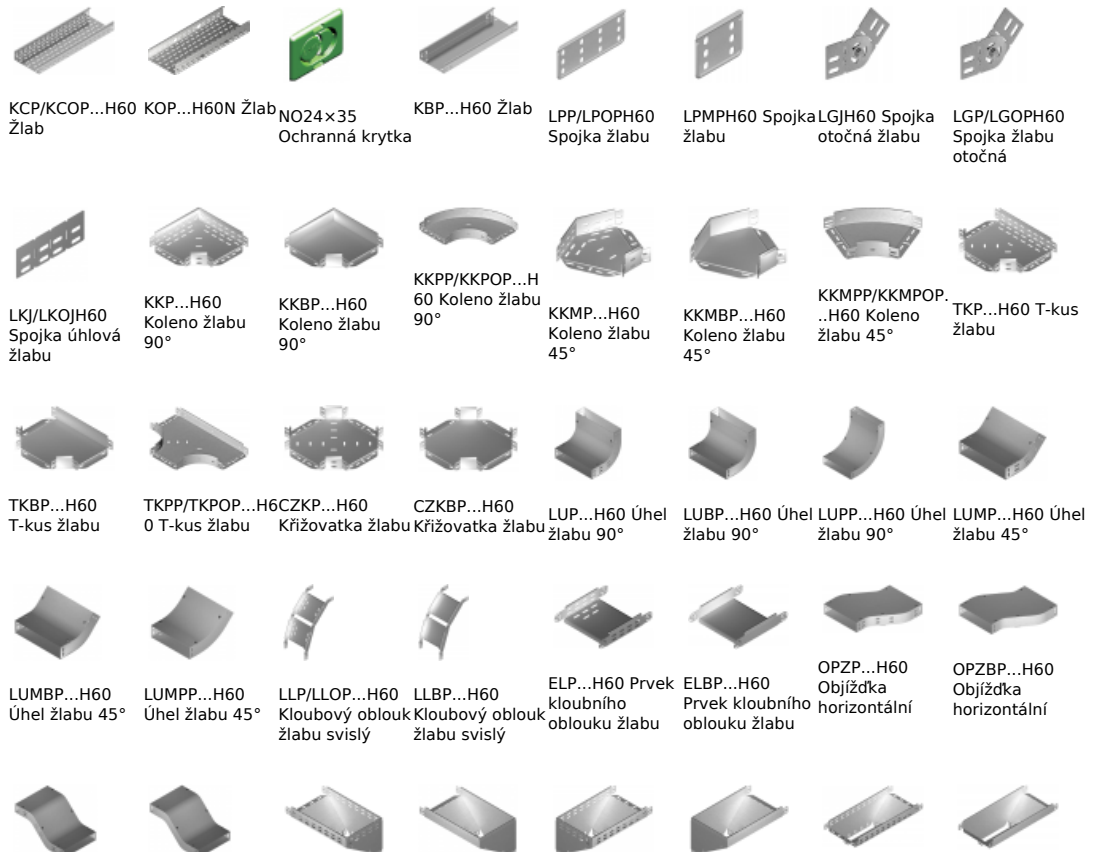 KCP/KCOP...H60
Žlab
KOP...H60N Žlab
NO24×35
Ochranná krytka
KBP...H60 Žlab
LPP/LPOPH60
Spojka žlabu
LPMPH60 Spojka
žlabu
LGJH60 Spojka
otočná žlabu
LGP/LGOPH60
Spojka žlabu
otočná
LKJ/LKOJH60
Spojka úhlová
žlabu
KKP...H60
Koleno žlabu
90°
KKBP...H60
Koleno žlabu
90°
KKPP/KKPOP...H
60 Koleno žlabu
90°
KKMP...H60
Koleno žlabu
45°
KKMBP...H60
Koleno žlabu
45°
KKMPP/KKMPOP.
..H60 Koleno
žlabu 45°
TKP...H60 T-kus
žlabu
TKBP...H60
T-kus žlabu
TKPP/TKPOP...H6
0 T-kus žlabu
CZKP...H60
Křižovatka žlabu
CZKBP...H60
Křižovatka žlabu
LUP...H60 Úhel
žlabu 90°
LUBP...H60 Úhel
žlabu 90°
LUPP...H60 Úhel
žlabu 90°
LUMP...H60 Úhel
žlabu 45°
LUMBP...H60
Úhel žlabu 45°
LUMPP...H60
Úhel žlabu 45°
LLP/LLOP...H60
Kloubový oblouk
žlabu svislý
LLBP...H60
Kloubový oblouk
žlabu svislý
ELP...H60 Prvek
kloubního
oblouku žlabu
ELBP...H60
Prvek kloubního
oblouku žlabu
OPZP...H60
Objížďka
horizontální
OPZBP...H60
Objížďka
horizontální